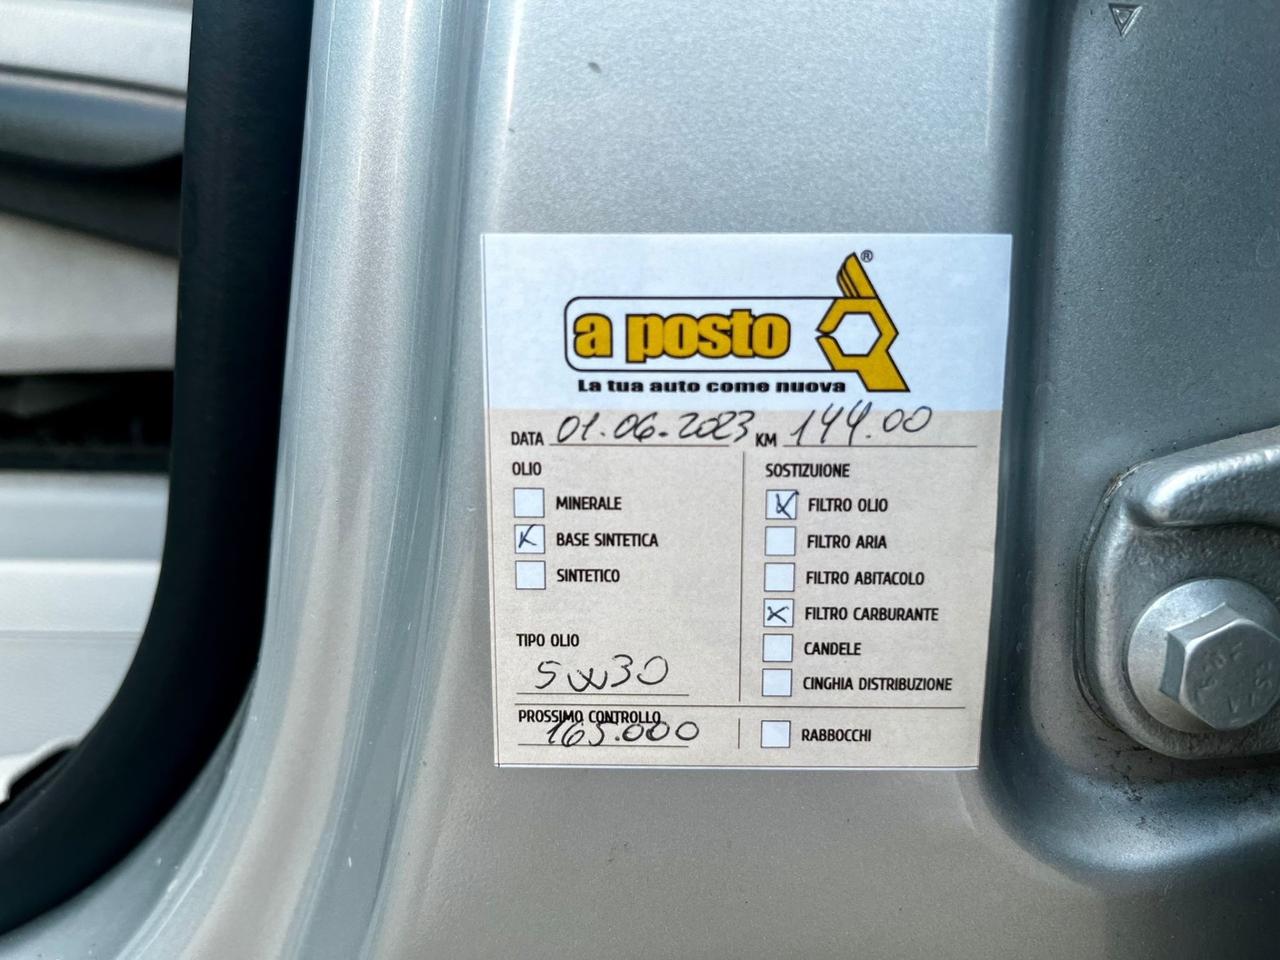 a posto ®
La tua auto come nuova
DATA 01.06.2023 KM 144.00
OLIO
MINERALE
BASE SINTETICA
SINTETICO
TIPO OLIO
5W30
PROSSIMO CONTROLLO
165.000
SOSTIZUIONE
FILTRO OLIO
FILTRO ARIA
FILTRO ABITACOLO
FILTRO CARBURANTE
CANDELE
CINGHIA DISTRIBUZIONE
RABBOCCHI